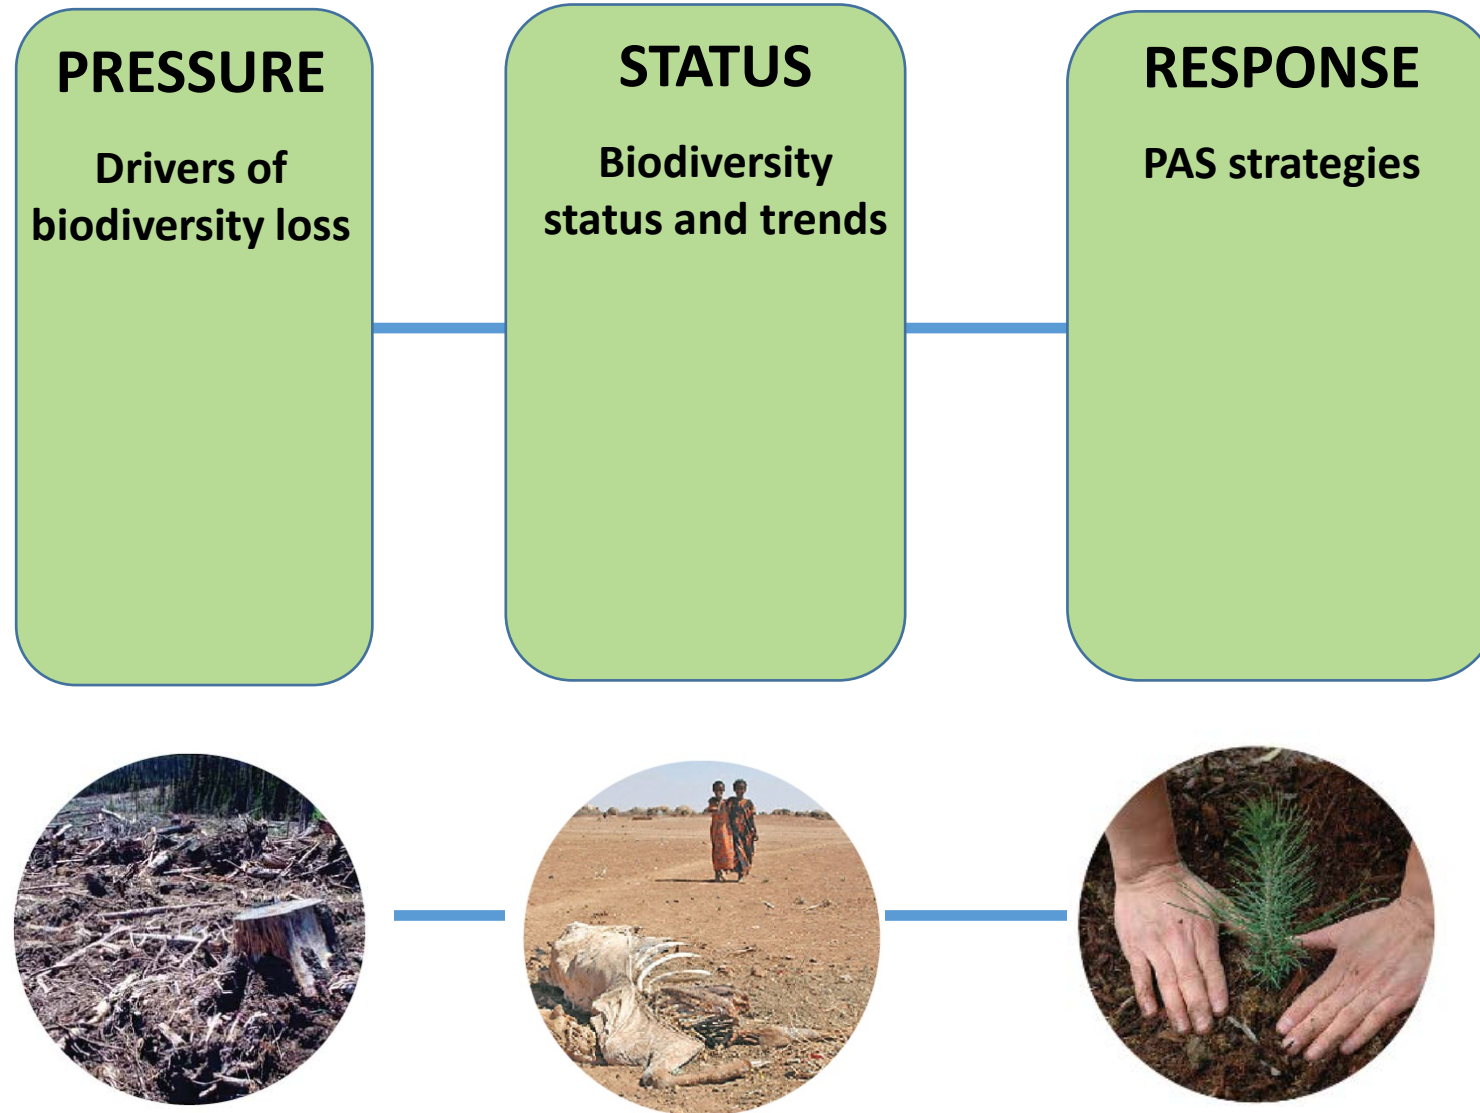 PRESSURE
Drivers of
biodiversity loss
STATUS
Biodiversity
status and trends
RESPONSE
PAS strategies